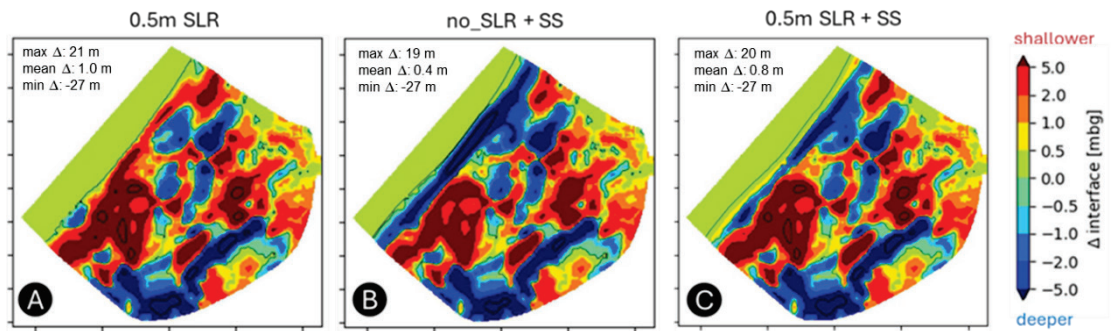 0.5m SLR
no_SLR + SS
0.5m SLR + SS
max Δ: 21 m
mean Δ: 1.0 m
min Δ: -27 m
max Δ: 19 m
mean Δ: 0.4 m
min Δ: -27 m
max Δ: 20 m
mean Δ: 0.8 m
min Δ: -27 m
A
B
C
shallower
5.0
2.0
1.0
0.5
0.0
−0.5
−1.0
−2.0
−5.0
Δ interface [mbg]
deeper